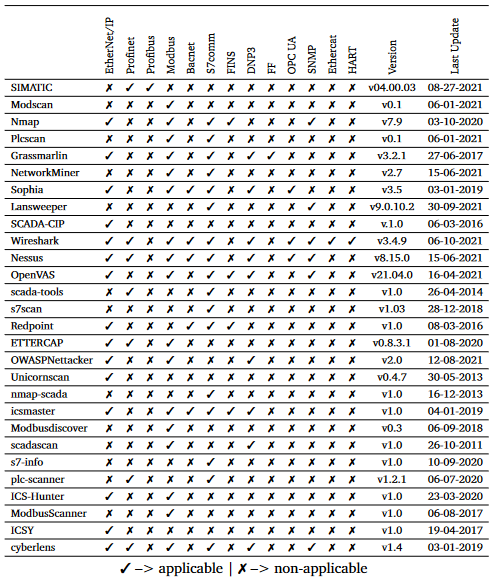 EtherNet/IP Profinet Profibus Modbus Bacnet S7comm FINS DNP3 FF OPC UA SNMP Ethercat HART Version Last Update
SIMATIC ✗ ✓ ✓ ✗ ✗ ✗ ✗ ✗ ✗ ✗ ✗ ✗ ✗ v04.00.03 08-27-2021
Modscan ✗ ✗ ✗ ✓ ✗ ✗ ✗ ✗ ✗ ✗ ✗ ✗ ✗ v0.1 06-01-2021
Nmap ✓ ✗ ✗ ✓ ✗ ✓ ✓ ✗ ✗ ✗ ✓ ✗ ✗ v7.9 03-10-2020
Plcscan ✗ ✗ ✗ ✓ ✗ ✓ ✗ ✗ ✗ ✗ ✗ ✗ ✗ v0.1 06-01-2021
Grassmarlin ✓ ✗ ✗ ✓ ✗ ✓ ✗ ✓ ✓ ✗ ✗ ✗ ✗ v3.2.1 27-06-2017
NetworkMiner ✗ ✗ ✗ ✓ ✗ ✓ ✗ ✗ ✗ ✗ ✗ ✗ ✗ v2.7 15-06-2021
Sophia ✓ ✗ ✗ ✓ ✓ ✓ ✗ ✓ ✗ ✓ ✗ ✗ ✗ v3.5 03-01-2019
Lansweeper ✗ ✗ ✗ ✗ ✗ ✓ ✗ ✗ ✗ ✗ ✓ ✗ ✗ v9.0.10.2 30-09-2021
SCADA-CIP ✓ ✗ ✗ ✗ ✗ ✗ ✗ ✗ ✗ ✗ ✗ ✗ ✗ v.1.0 06-03-2016
Wireshark ✓ ✓ ✗ ✓ ✓ ✓ ✗ ✓ ✗ ✓ ✓ ✓ ✓ v3.4.9 06-10-2021
Nessus ✓ ✗ ✗ ✓ ✓ ✓ ✗ ✓ ✗ ✓ ✓ ✗ ✗ v8.15.0 15-06-2021
OpenVAS ✓ ✗ ✗ ✓ ✗ ✓ ✓ ✓ ✗ ✗ ✓ ✗ ✗ v21.04.0 16-04-2021
scada-tools ✗ ✓ ✗ ✗ ✗ ✓ ✗ ✗ ✗ ✗ ✗ ✗ ✗ v1.0 26-04-2014
s7scan ✗ ✗ ✗ ✗ ✗ ✓ ✗ ✗ ✗ ✗ ✗ ✗ ✗ v1.03 28-12-2018
Redpoint ✓ ✗ ✗ ✗ ✓ ✓ ✓ ✗ ✗ ✗ ✗ ✗ ✗ v1.0 08-03-2016
ETTERCAP ✓ ✓ ✗ ✓ ✗ ✗ ✗ ✗ ✗ ✗ ✗ ✗ ✗ v0.8.3.1 01-08-2020
OWASPNettacker ✓ ✗ ✗ ✓ ✗ ✗ ✗ ✓ ✗ ✗ ✗ ✗ ✗ v2.0 12-08-2021
Unicornscan ✓ ✗ ✗ ✗ ✗ ✗ ✗ ✗ ✗ ✗ ✗ ✗ ✗ v0.4.7 30-05-2013
nmap-scada ✗ ✗ ✗ ✗ ✗ ✓ ✗ ✗ ✗ ✗ ✗ ✗ ✗ v1.0 16-12-2013
icsmaster ✓ ✗ ✗ ✓ ✓ ✓ ✓ ✓ ✗ ✗ ✗ ✗ ✗ v1.0 04-01-2019
Modbusdiscover ✗ ✗ ✗ ✓ ✗ ✗ ✗ ✗ ✗ ✗ ✗ ✗ ✗ v0.3 06-09-2018
scadascan ✗ ✗ ✗ ✓ ✗ ✗ ✗ ✓ ✗ ✗ ✗ ✗ ✗ v1.0 26-10-2011
s7-info ✗ ✗ ✗ ✗ ✗ ✓ ✗ ✗ ✗ ✗ ✗ ✗ ✗ v1.0 10-09-2020
plc-scanner ✗ ✓ ✗ ✗ ✗ ✓ ✗ ✗ ✗ ✗ ✗ ✗ ✗ v1.2.1 06-07-2020
ICS-Hunter ✓ ✗ ✗ ✓ ✗ ✗ ✗ ✗ ✗ ✗ ✗ ✗ ✗ v1.0 23-03-2020
ModbusScanner ✗ ✗ ✗ ✓ ✗ ✗ ✗ ✗ ✗ ✗ ✗ ✗ ✗ v1.0 06-08-2017
ICSY ✓ ✗ ✗ ✗ ✗ ✗ ✗ ✗ ✗ ✗ ✗ ✗ ✗ v1.0 19-04-2017
cyberlens ✓ ✓ ✗ ✓ ✗ ✓ ✗ ✓ ✗ ✗ ✓ ✗ ✗ v1.4 03-01-2019
✓ –> applicable | ✗ –> non-applicable